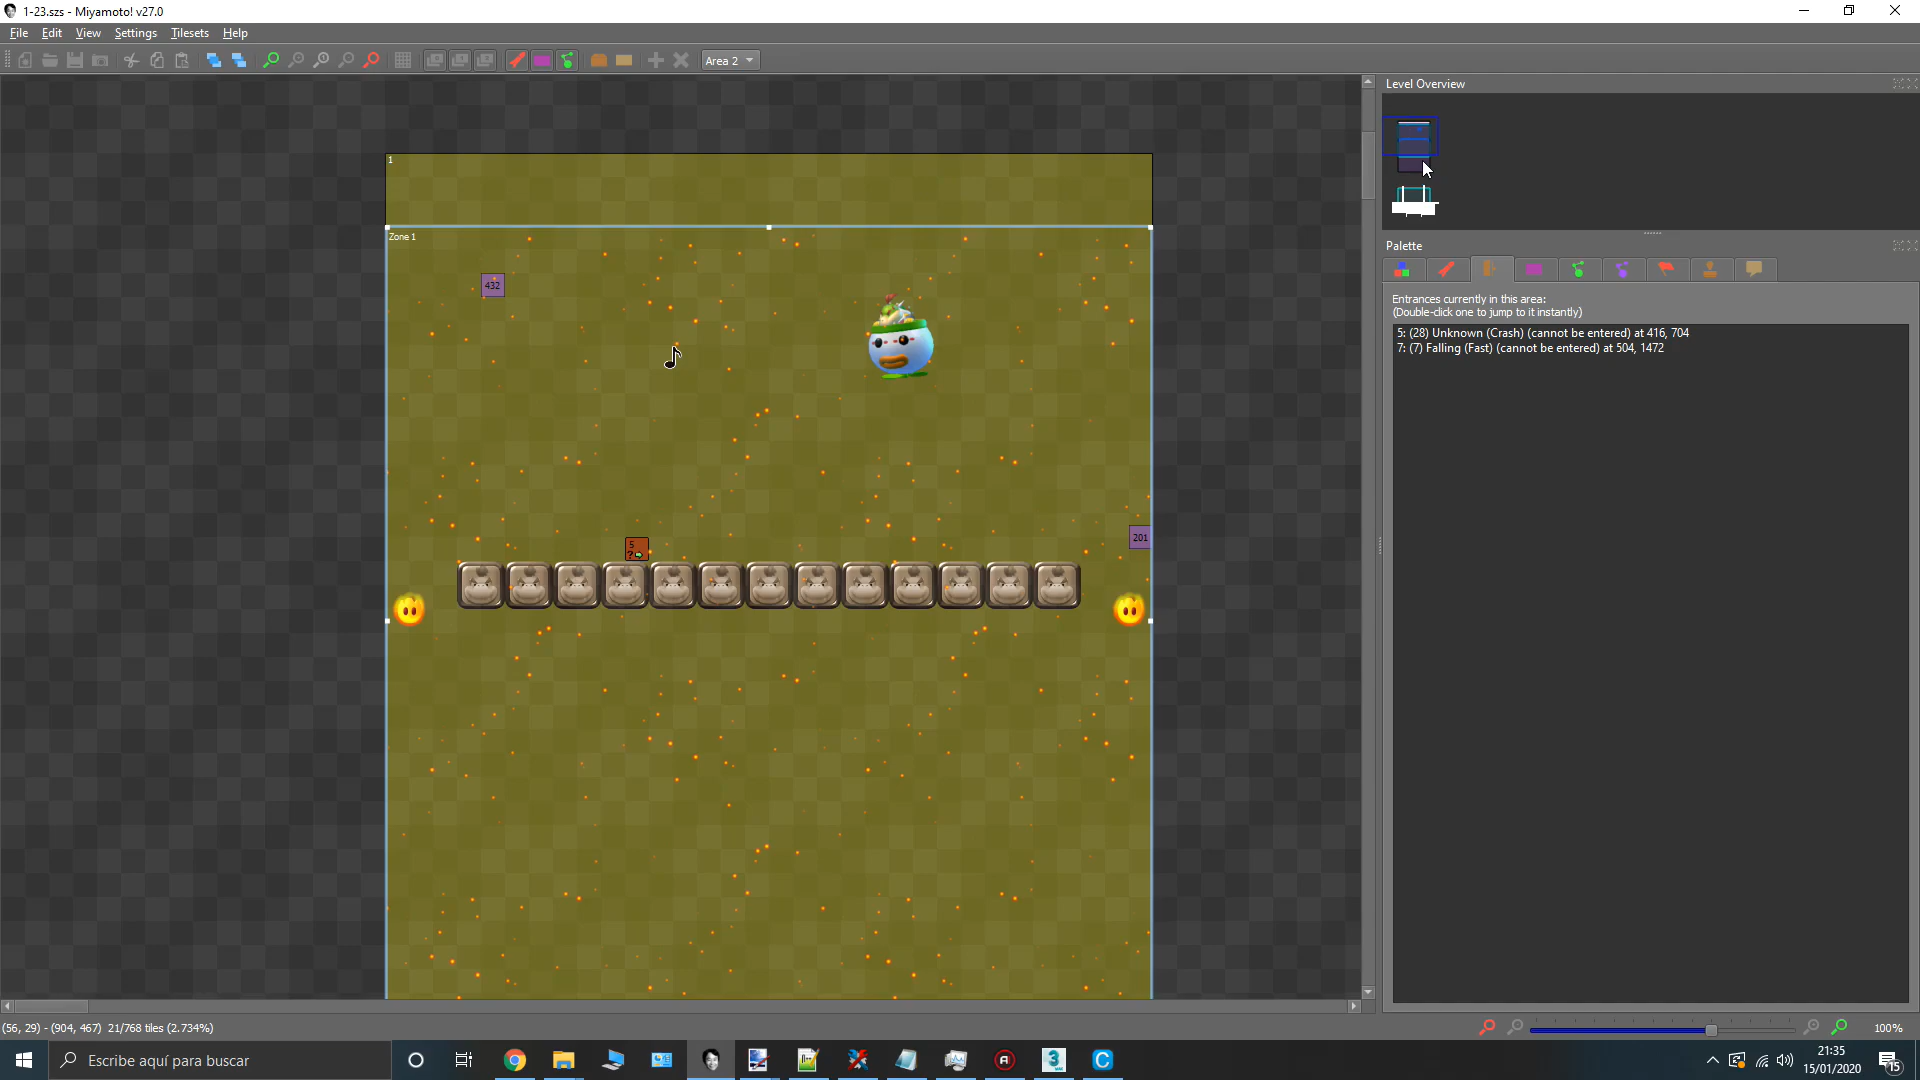 1-23.szs - Miyamoto! v27.0
File Edit View Settings Tilesets Help
Area 2
Level Overview
1
Zone 1
432
5
?
201
Palette
Entrances currently in this area:
(Double-click one to jump to it instantly)
5: (28) Unknown (Crash) (cannot be entered) at 416, 704
7: (7) Falling (Fast) (cannot be entered) at 504, 1472
(56, 29) - (904, 467) 21/768 tiles (2.734%)
100%
Escribe aquí para buscar
21:35
15/01/2020
15